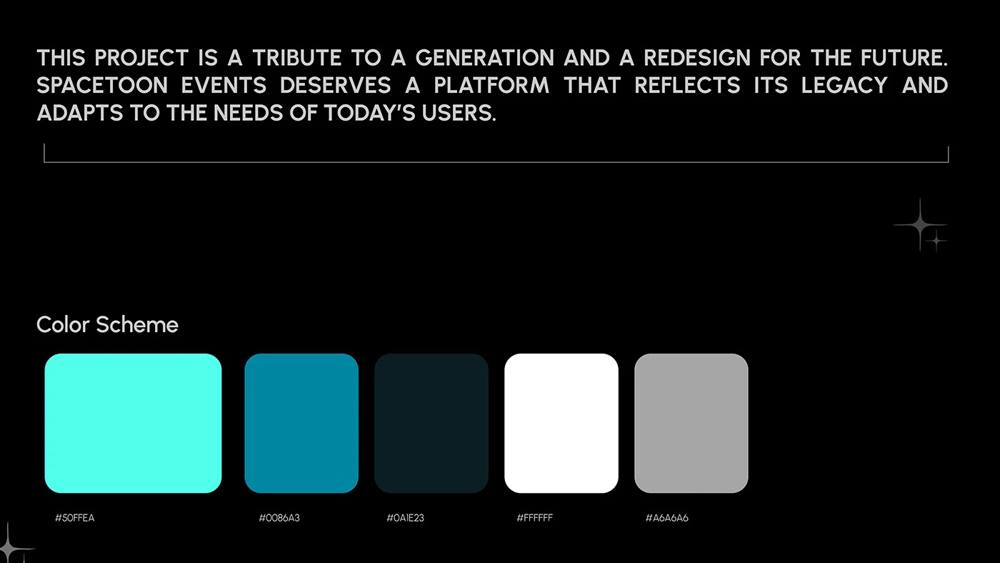 THIS PROJECT IS A TRIBUTE TO A GENERATION AND A REDESIGN FOR THE FUTURE.
SPACETOON EVENTS DESERVES A PLATFORM THAT REFLECTS ITS LEGACY AND
ADAPTS TO THE NEEDS OF TODAY'S USERS.
Color Scheme
#50FFEA
#0086A3
#0A1E23
#FFFFFF
#A6A6A6